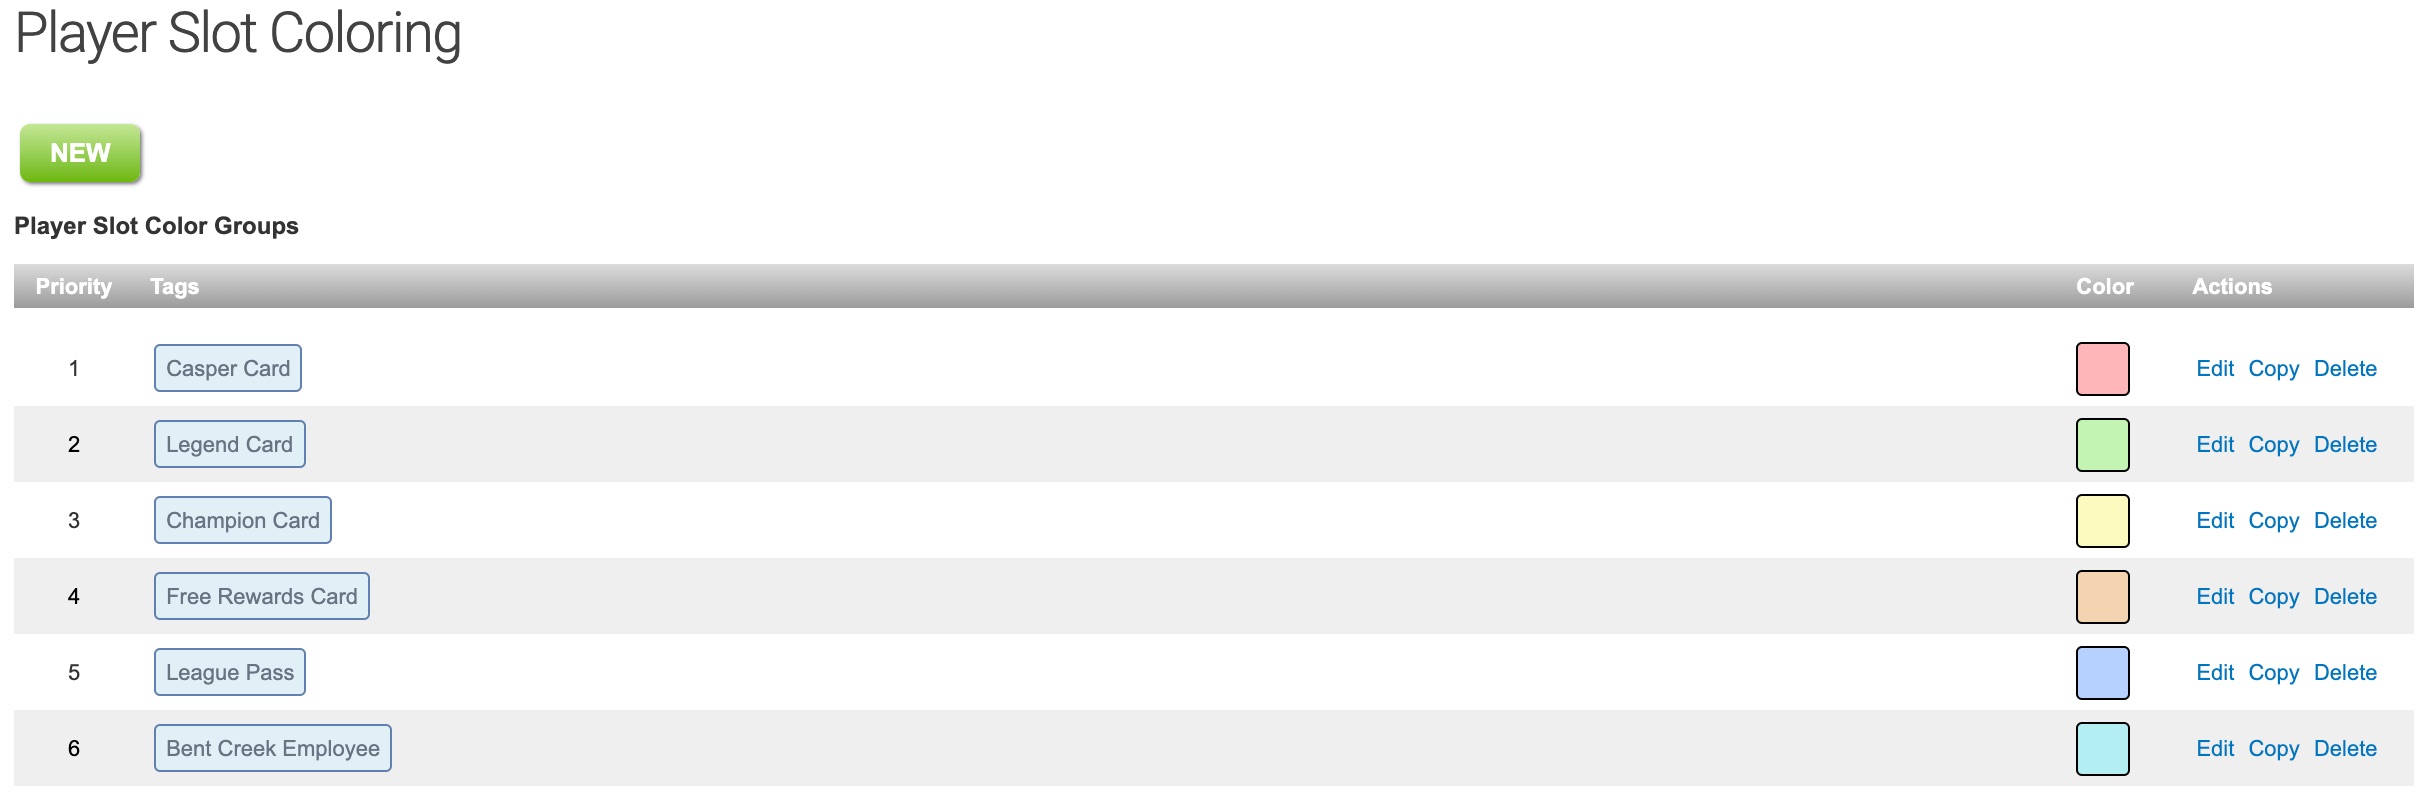 Player Slot Coloring
NEW
Player Slot Color Groups
Priority Tags Color Actions
1 Casper Card Edit Copy Delete
2 Legend Card Edit Copy Delete
3 Champion Card Edit Copy Delete
4 Free Rewards Card Edit Copy Delete
5 League Pass Edit Copy Delete
6 Bent Creek Employee Edit Copy Delete